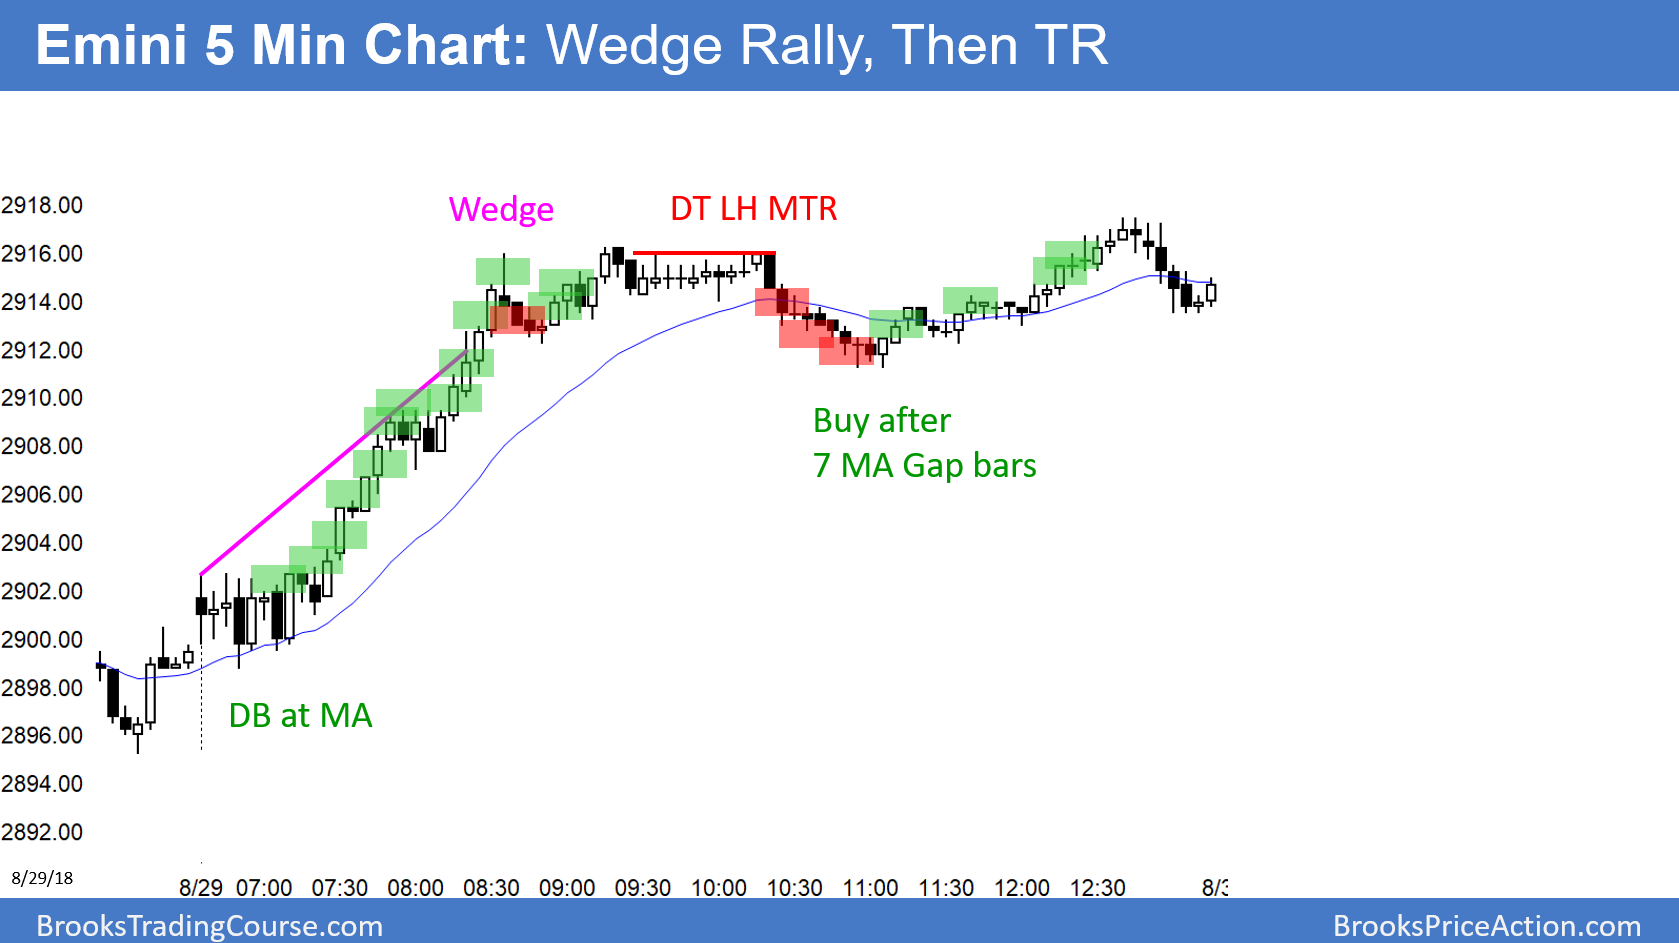 Emini 5 Min Chart: Wedge Rally, Then TR
2918.00
Wedge
DT LH MTR
2916.00
2914.00
2912.00
2910.00
Buy after
2908.00
7 MA Gap bars
2906.00
2904.00
2902.00
2900.00
2898.00
DB at MA
2896.00
2894.00
2892.00
8/29/18
8/29 07:00 07:30 08:00 08:30 09:00 09:30 10:00 10:30 11:00 11:30 12:00 12:30
BrooksTradingCourse.com
BrooksPriceAction.com